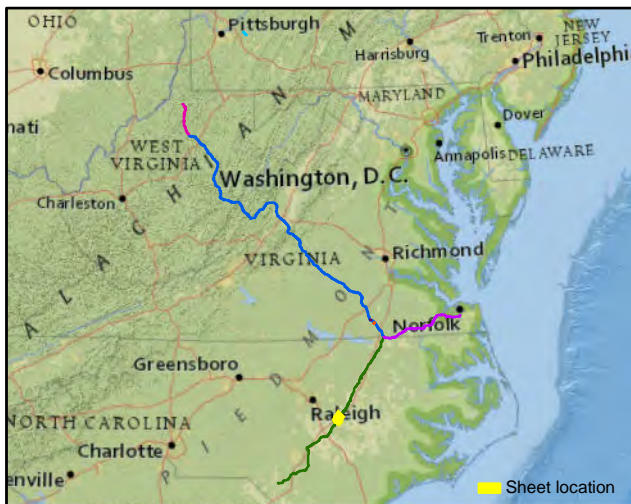 OHIO
Pittsburgh
Columbus
Harrisburg
Trenton
NEW
JERSEY
Philadelphia
MARYLAND
Dover
nati
WEST
VIRGINIA
Annapolis
DELAWARE
Washington, D.C.
Charleston
Richmond
VIRGINIA
Norfolk
A P P A L A C H I A N M
P I E D M O N T
Greensboro
Raleigh
NORTH CAROLINA
Charlotte
enville
Sheet location